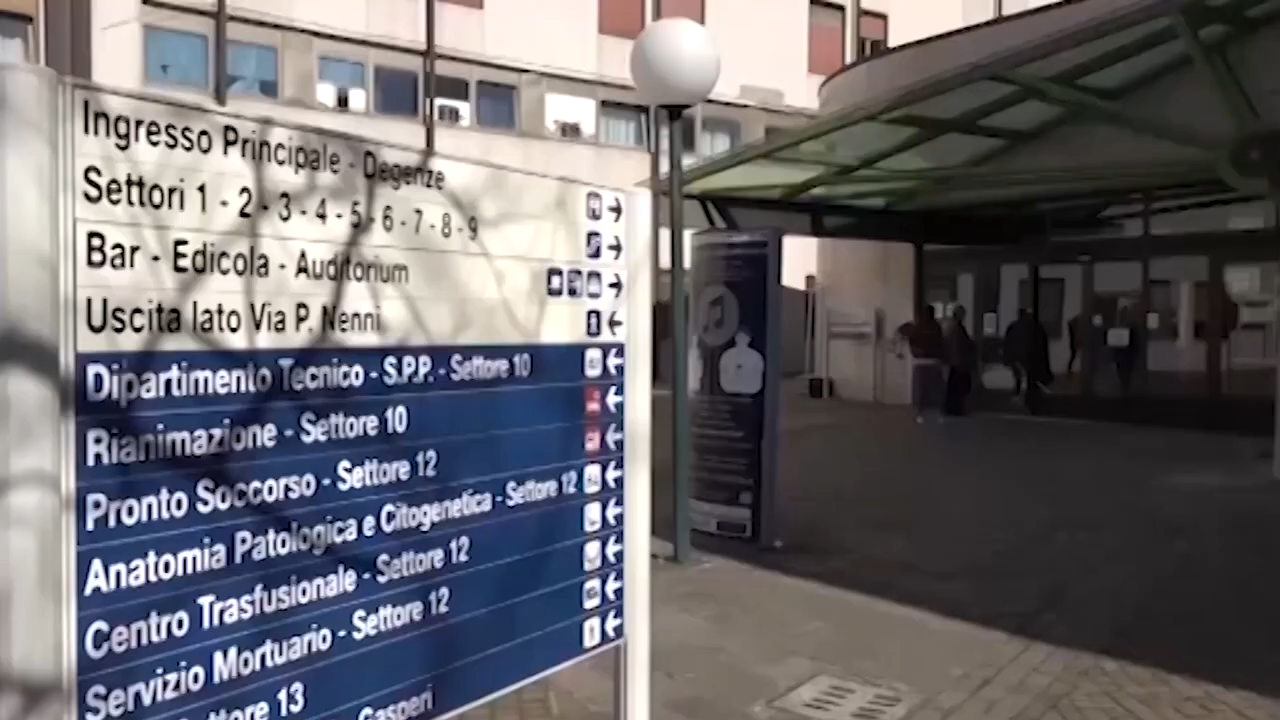 Ingresso Principale - Degenze
Settori 1 - 2 - 3 - 4 - 5 - 6 - 7 - 8 - 9
Bar - Edicola - Auditorium
Uscita lato Via P. Nenni
Dipartimento Tecnico - S.P.P. - Settore 10
Rianimazione - Settore 10
Pronto Soccorso - Settore 12
Anatomia Patologica e Citogenetica - Settore 12
Centro Trasfusionale - Settore 12
Servizio Mortuario - Settore 12
13
Gasperi